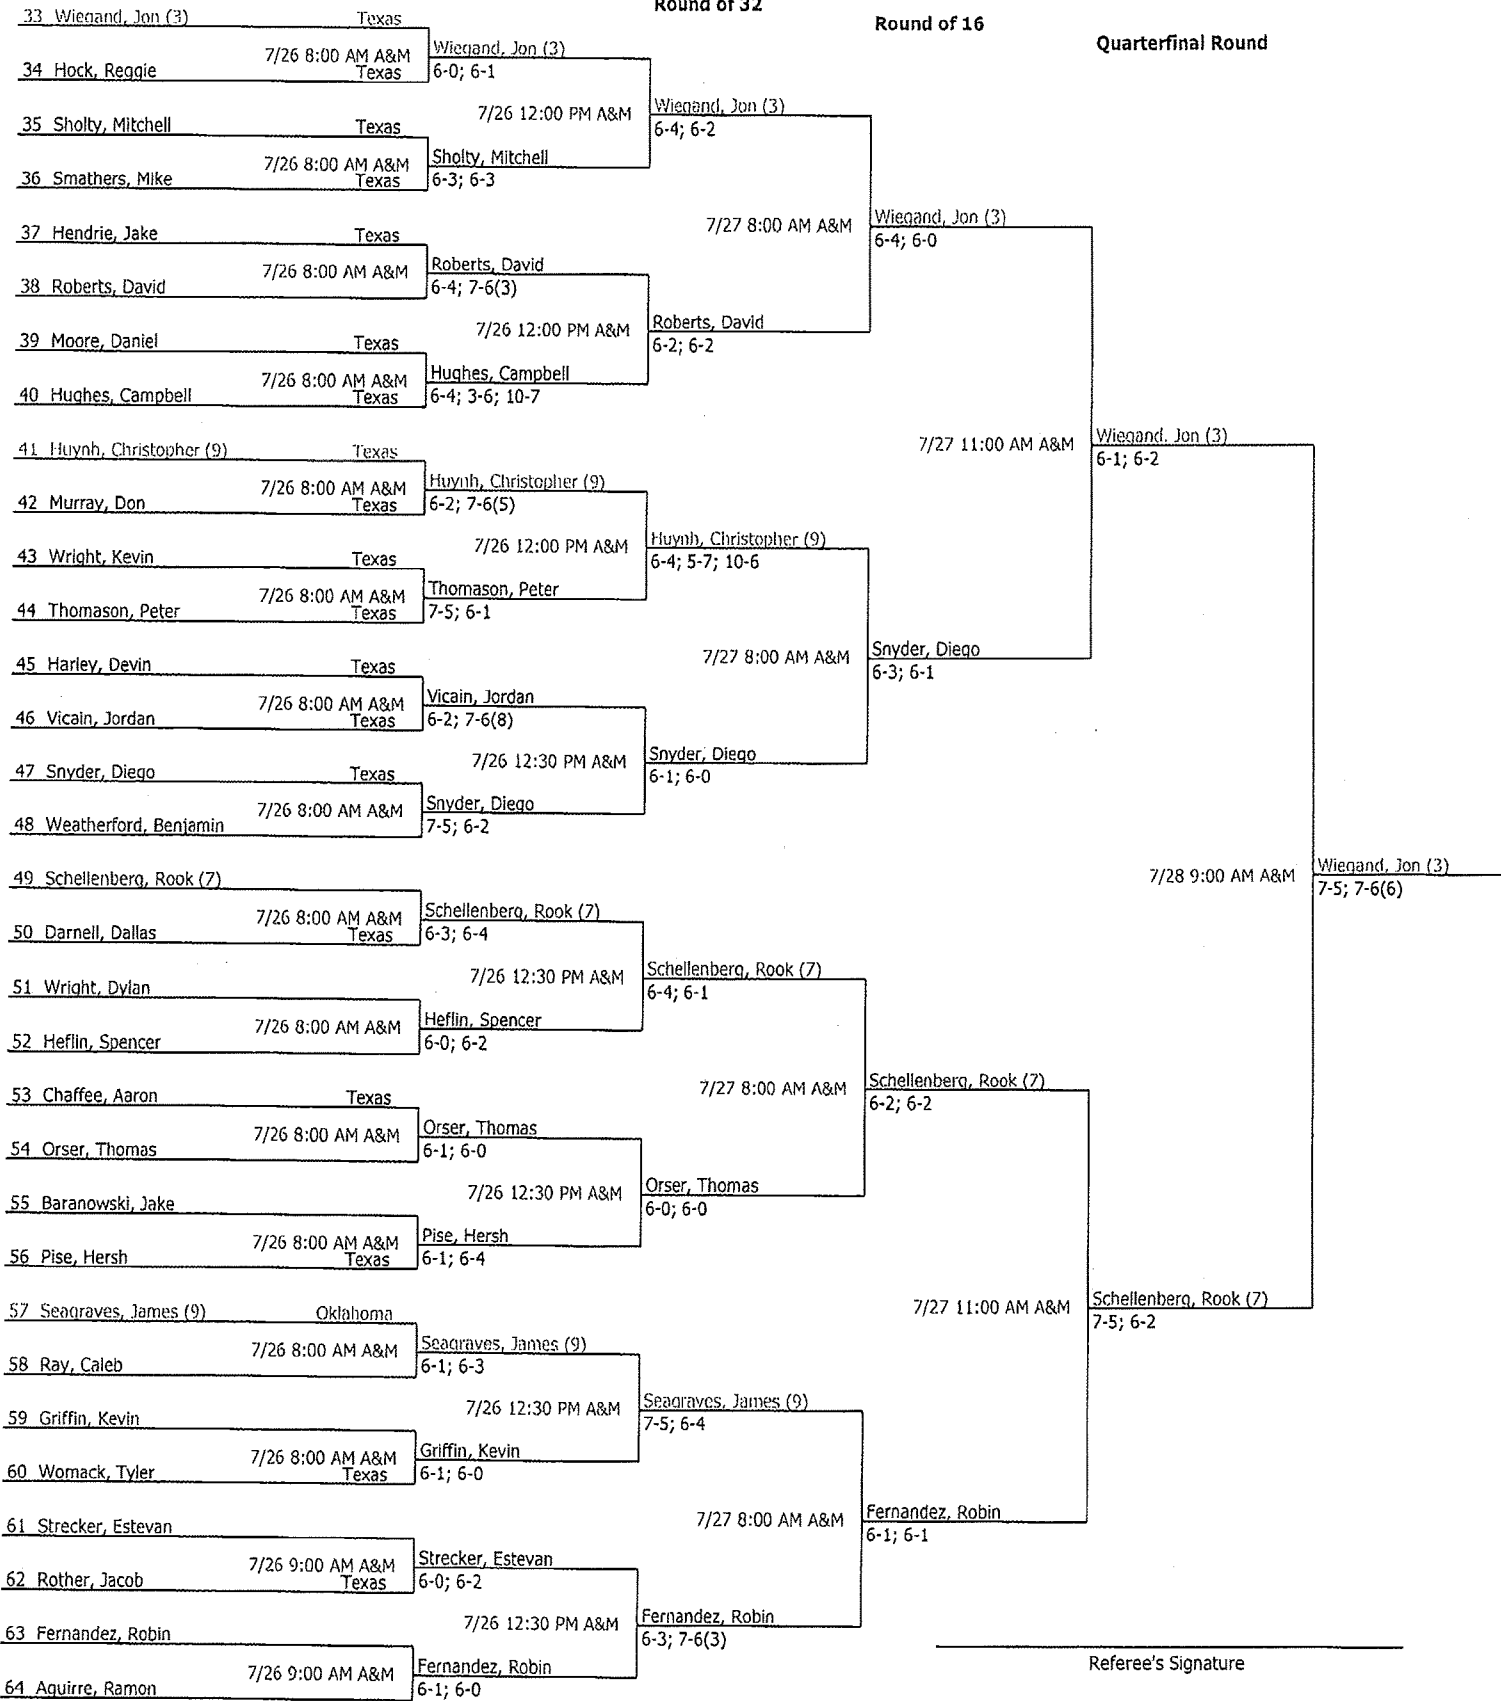 Round of 32
Round of 16
Quarterfinal Round
33 Wiegand, Jon (3) Texas
7/26 8:00 AM A&M
34 Hock, Reggie Texas
Wiegand, Jon (3)
6-0; 6-1
7/26 12:00 PM A&M
35 Sholty, Mitchell Texas
7/26 8:00 AM A&M
36 Smathers, Mike Texas
Sholty, Mitchell
6-3; 6-3
Wiegand, Jon (3)
6-4; 6-2
7/27 8:00 AM A&M
37 Hendrie, Jake Texas
7/26 8:00 AM A&M
38 Roberts, David
Roberts, David
6-4; 7-6(3)
7/26 12:00 PM A&M
39 Moore, Daniel Texas
7/26 8:00 AM A&M
40 Hughes, Campbell Texas
Hughes, Campbell
6-4; 3-6; 10-7
Roberts, David
6-2; 6-2
Wiegand, Jon (3)
6-4; 6-0
7/27 11:00 AM A&M
41 Huynh, Christopher (9) Texas
7/26 8:00 AM A&M
42 Murray, Don Texas
Huynh, Christopher (9)
6-2; 7-6(5)
7/26 12:00 PM A&M
43 Wright, Kevin Texas
7/26 8:00 AM A&M
44 Thomason, Peter Texas
Thomason, Peter
7-5; 6-1
Huynh, Christopher (9)
6-4; 5-7; 10-6
7/27 8:00 AM A&M
45 Harley, Devin Texas
7/26 8:00 AM A&M
46 Vicain, Jordan Texas
Vicain, Jordan
6-2; 7-6(8)
7/26 12:30 PM A&M
47 Snyder, Diego Texas
7/26 8:00 AM A&M
48 Weatherford, Benjamin
Snyder, Diego
7-5; 6-2
Snyder, Diego
6-1; 6-0
Snyder, Diego
6-3; 6-1
Wiegand, Jon (3)
6-1; 6-2
7/28 9:00 AM A&M
Wiegand, Jon (3)
7-5; 7-6(6)
49 Schellenberg, Rook (7)
7/26 8:00 AM A&M
50 Darnell, Dallas Texas
Schellenberg, Rook (7)
6-3; 6-4
7/26 12:30 PM A&M
51 Wright, Dylan
7/26 8:00 AM A&M
52 Heflin, Spencer
Heflin, Spencer
6-0; 6-2
Schellenberg, Rook (7)
6-4; 6-1
7/27 8:00 AM A&M
53 Chaffee, Aaron Texas
7/26 8:00 AM A&M
54 Orser, Thomas
Orser, Thomas
6-1; 6-0
7/26 12:30 PM A&M
55 Baranowski, Jake
7/26 8:00 AM A&M
56 Pise, Hersh Texas
Pise, Hersh
6-1; 6-4
Orser, Thomas
6-0; 6-0
Schellenberg, Rook (7)
6-2; 6-2
7/27 11:00 AM A&M
Schellenberg, Rook (7)
7-5; 6-2
57 Seagraves, James (9) Oklahoma
7/26 8:00 AM A&M
58 Ray, Caleb
Seagraves, James (9)
6-1; 6-3
7/26 12:30 PM A&M
59 Griffin, Kevin
7/26 8:00 AM A&M
60 Womack, Tyler Texas
Griffin, Kevin
6-1; 6-0
Seagraves, James (9)
7-5; 6-4
7/27 8:00 AM A&M
61 Strecker, Estevan
7/26 9:00 AM A&M
62 Rother, Jacob Texas
Strecker, Estevan
6-0; 6-2
7/26 12:30 PM A&M
63 Fernandez, Robin
7/26 9:00 AM A&M
64 Aguirre, Ramon
Fernandez, Robin
6-1; 6-0
Fernandez, Robin
6-3; 7-6(3)
Fernandez, Robin
6-1; 6-1
Referee's Signature